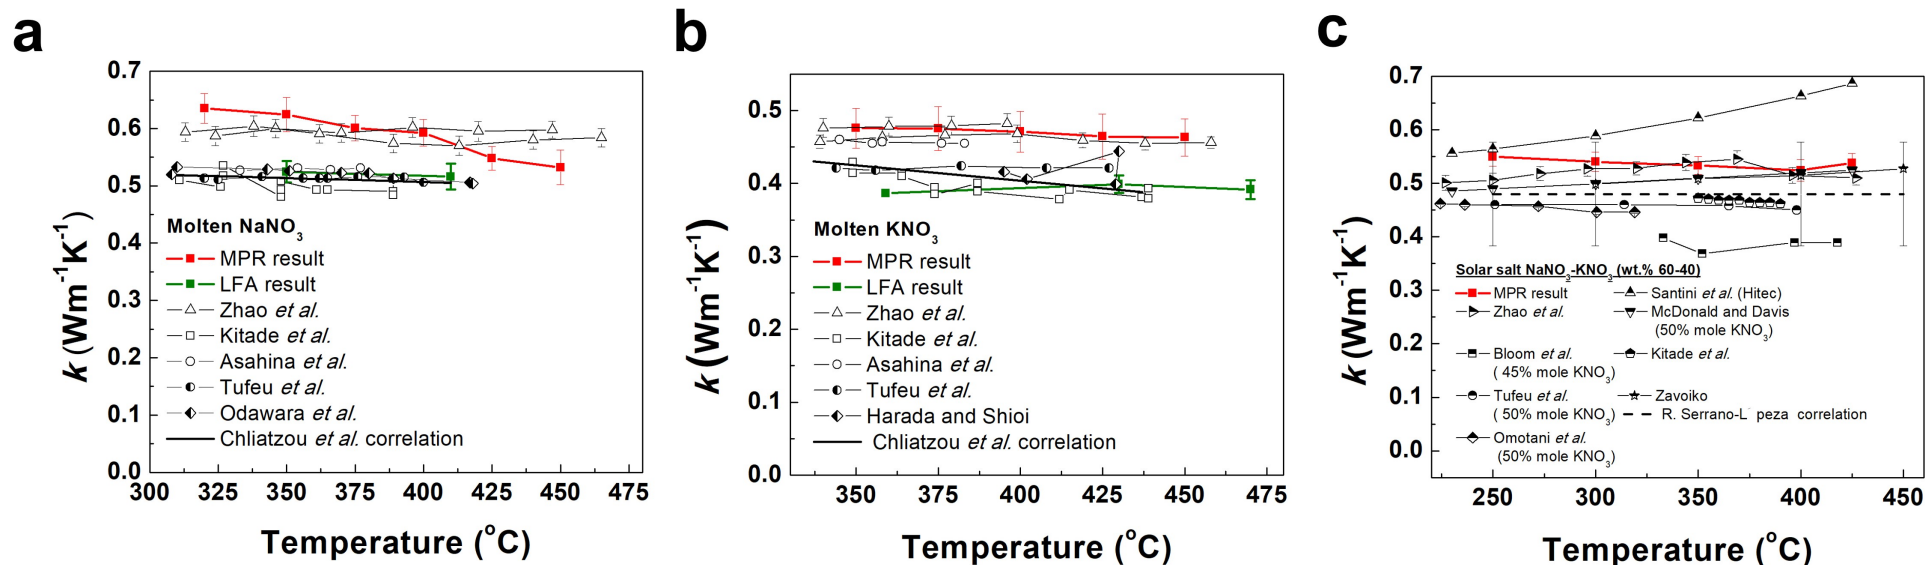 a
0.7
0.6
0.5
0.4
0.3
0.2
0.1
0.0
k (Wm⁻¹K⁻¹)
Molten NaNO₃
MPR result
LFA result
Zhao et al.
Kitade et al.
Asahina et al.
Tufeu et al.
Odawara et al.
Chliatzou et al. correlation
300 325 350 375 400 425 450 475
Temperature (°C)
b
0.5
0.4
0.3
0.2
0.1
0.0
k (Wm⁻¹K⁻¹)
Molten KNO₃
MPR result
LFA result
Zhao et al.
Kitade et al.
Asahina et al.
Tufeu et al.
Harada and Shioi
Chliatzou et al. correlation
350 375 400 425 450 475
Temperature (°C)
c
0.7
0.6
0.5
0.4
0.3
0.2
0.1
0.0
k (Wm⁻¹K⁻¹)
Solar salt NaNO₃-KNO₃ (wt.% 60-40)
MPR result
Santini et al. (Hitec)
Zhao et al.
McDonald and Davis
(50% mole KNO₃)
Bloom et al.
( 45% mole KNO₃)
Kitade et al.
Tufeu et al.
( 50% mole KNO₃)
Zavoiko
R. Serrano-L peza correlation
Omotani et al.
(50% mole KNO₃)
250 300 350 400 450
Temperature (°C)